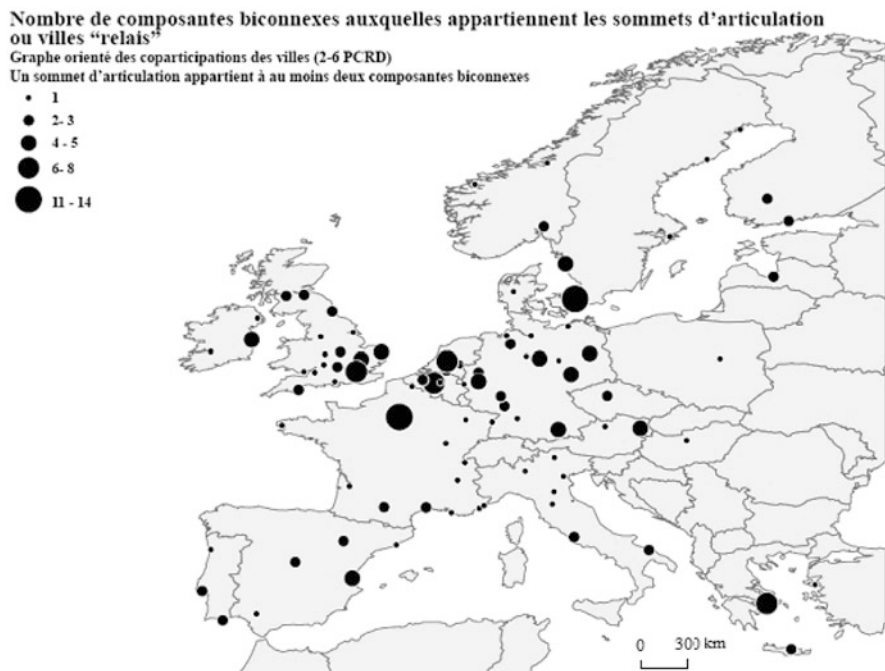 Nombre de composantes biconnexes auxquelles appartiennent les sommets d’articulation
ou villes “relais”
Graphe orienté des coparticipations des villes (2-6 PCRD)
Un sommet d’articulation appartient à au moins deux composantes biconnexes
1
2- 3
4 - 5
6- 8
11 - 14
0 300 km